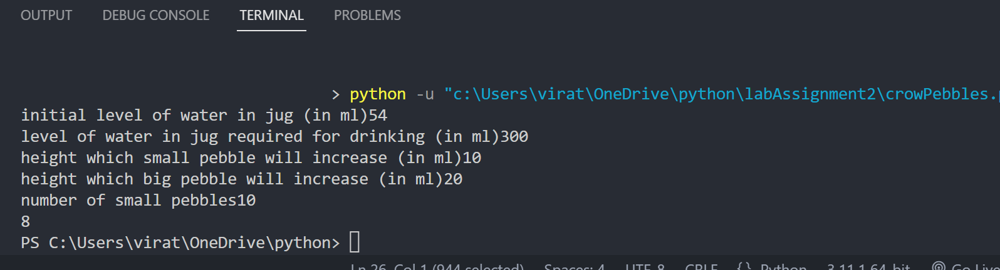 OUTPUT DEBUG CONSOLE TERMINAL PROBLEMS
> python -u "c:\Users\virat\OneDrive\python\labAssignment2\crowPebbles.p
initial level of water in jug (in ml)54
level of water in jug required for drinking (in ml)300
height which small pebble will increase (in ml)10
height which big pebble will increase (in ml)20
number of small pebbles10
8
PS C:\Users\virat\OneDrive\python>
Ln 26, Col 1 (944 selected) Spaces: 4 UTF-8 CRLF {} Python 3.11.1 64-bit Go Live